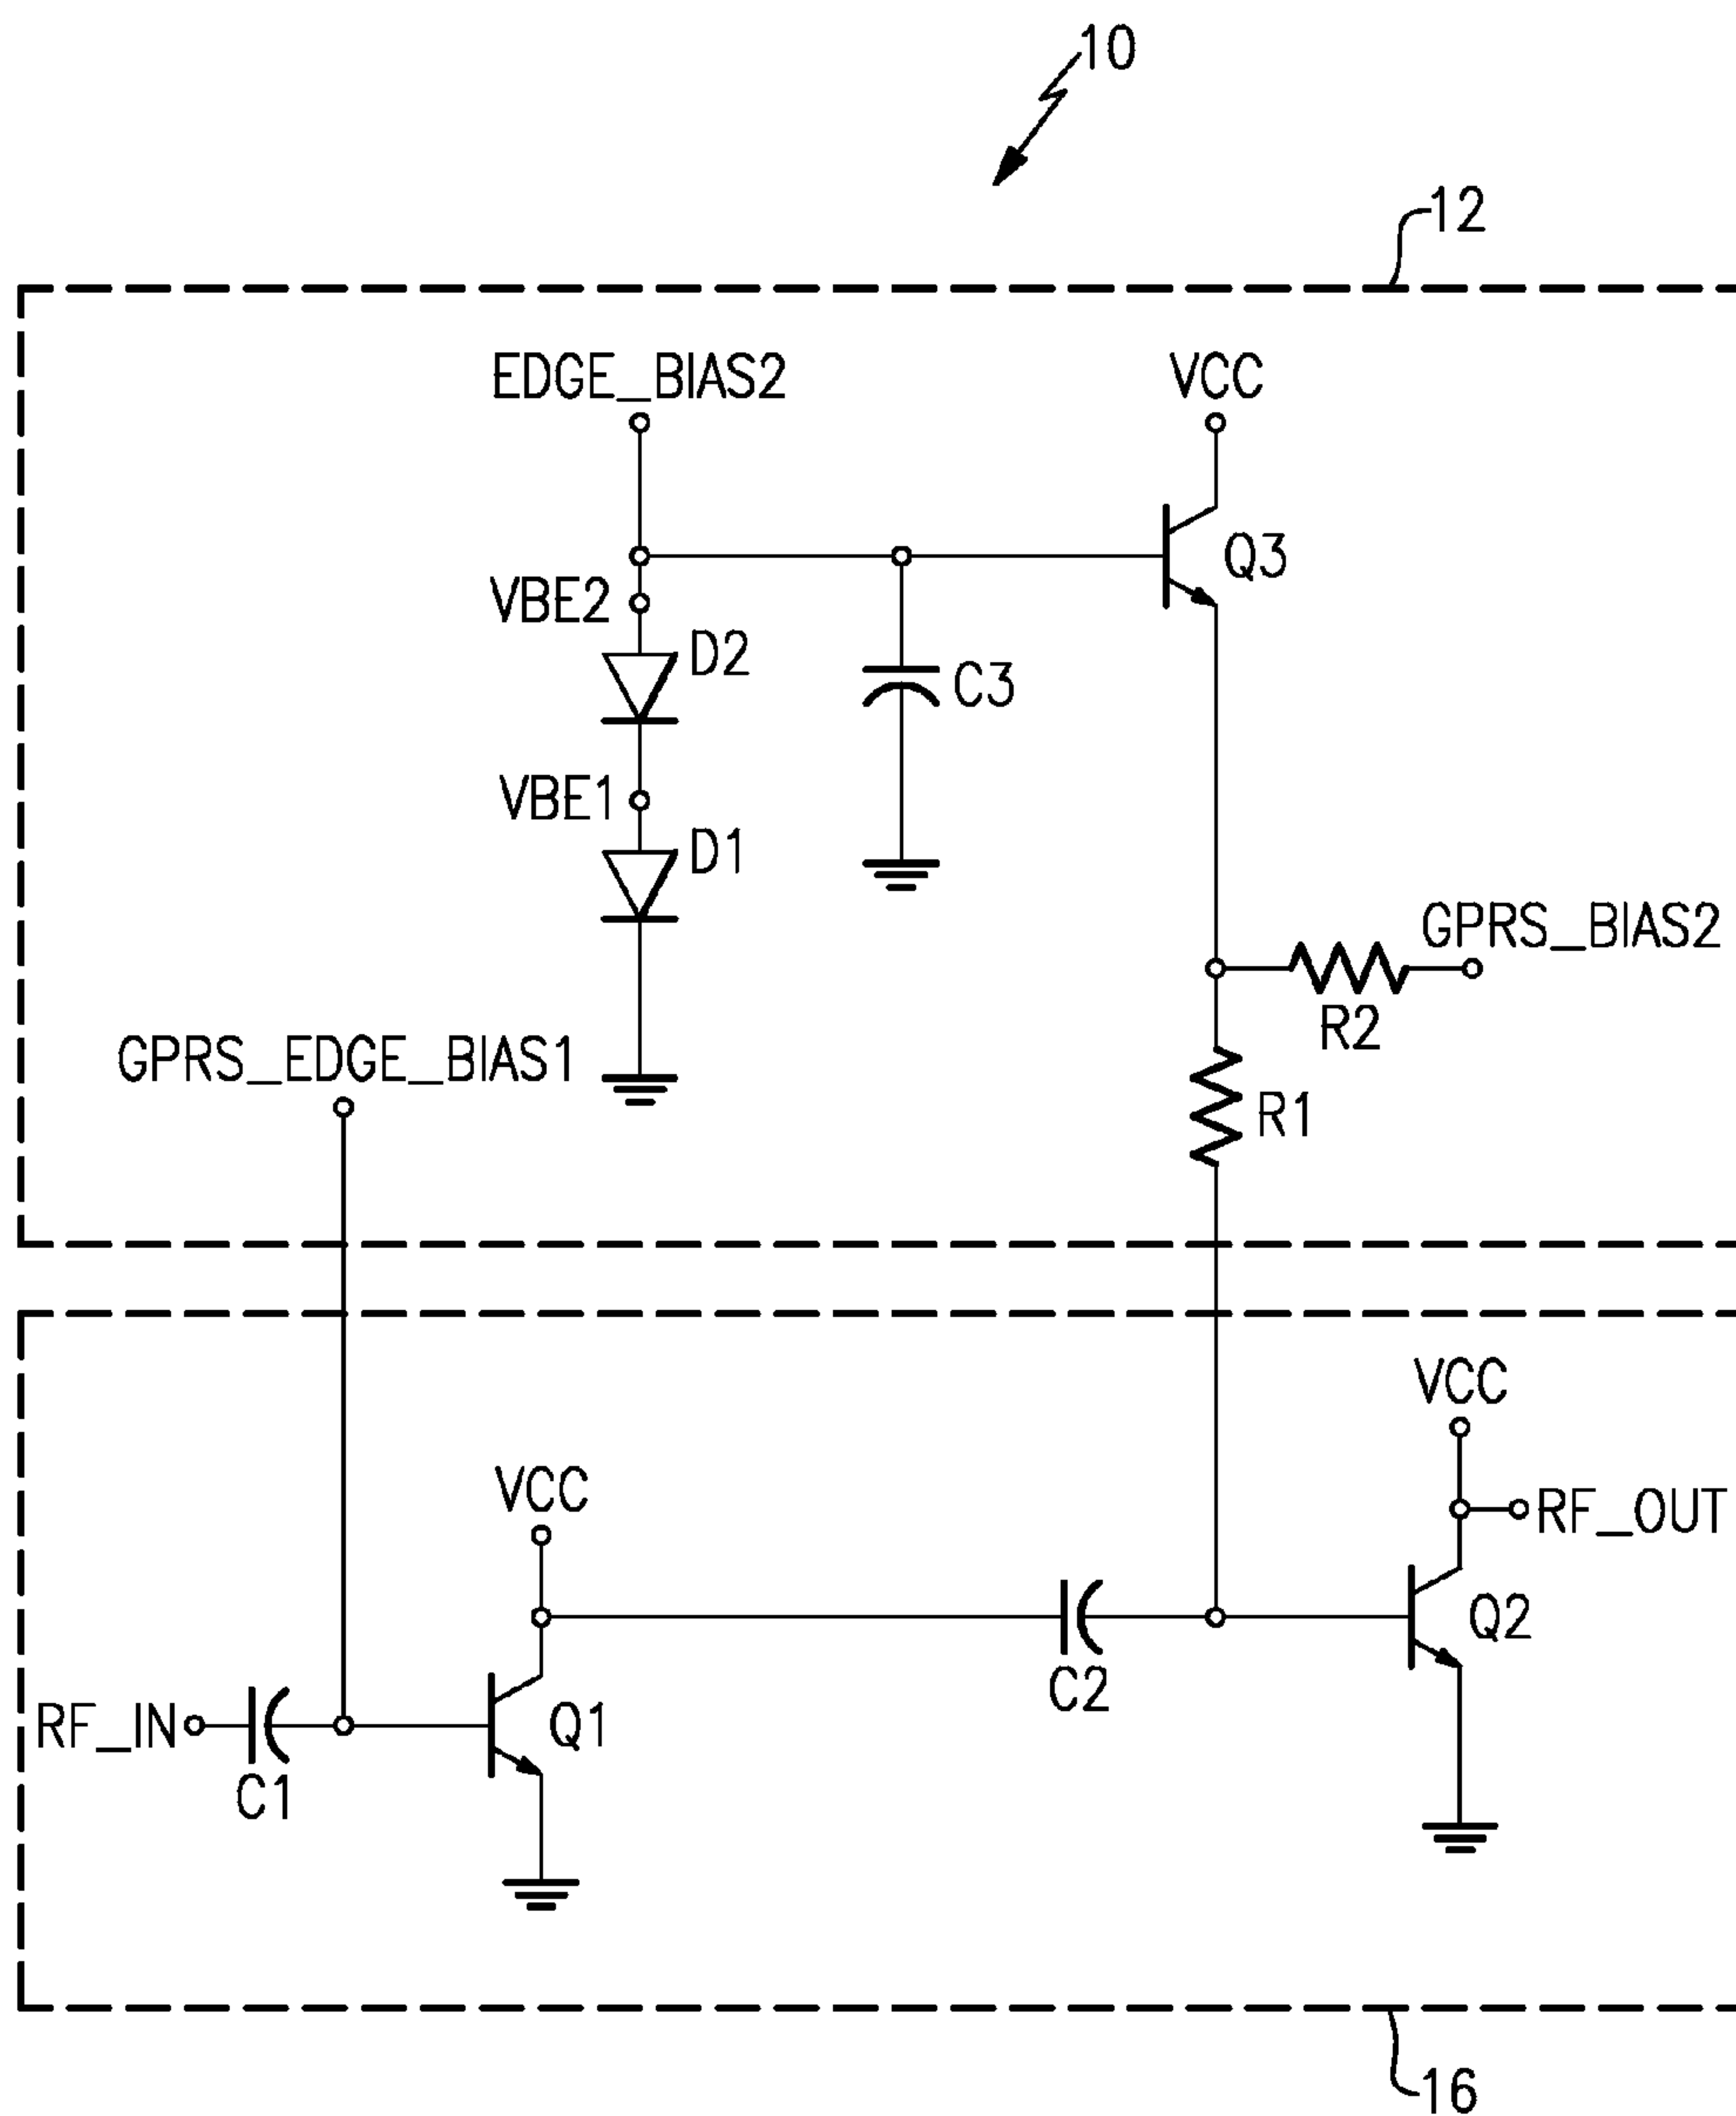 10
12
EDGE_BIAS2
VCC
Q3
VBE2
D2
C3
VBE1
D1
GPRS_BIAS2
R2
GPRS_EDGE_BIAS1
R1
VCC
VCC
RF_OUT
Q2
C2
RF_IN
Q1
C1
16